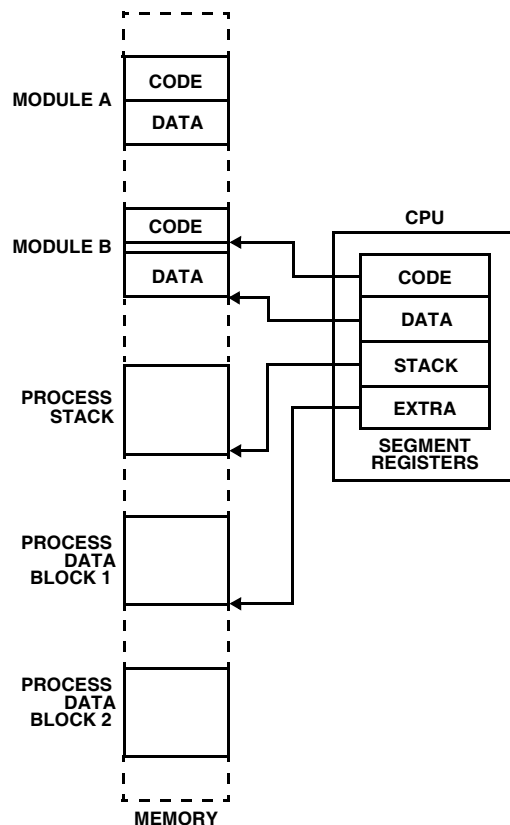 MODULE A
CODE
DATA
MODULE B
CODE
DATA
PROCESS
STACK
PROCESS
DATA
BLOCK 1
PROCESS
DATA
BLOCK 2
MEMORY
CPU
CODE
DATA
STACK
EXTRA
SEGMENT
REGISTERS